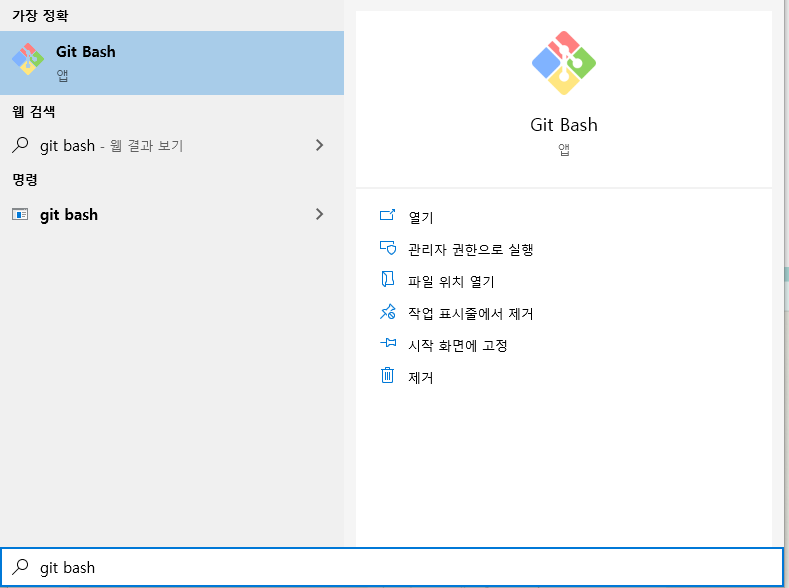 가장 정확
Git Bash
앱
웹 검색
git bash - 웹 결과 보기
명령
git bash
Git Bash
앱
열기
관리자 권한으로 실행
파일 위치 열기
작업 표시줄에서 제거
시작 화면에 고정
제거
git bash